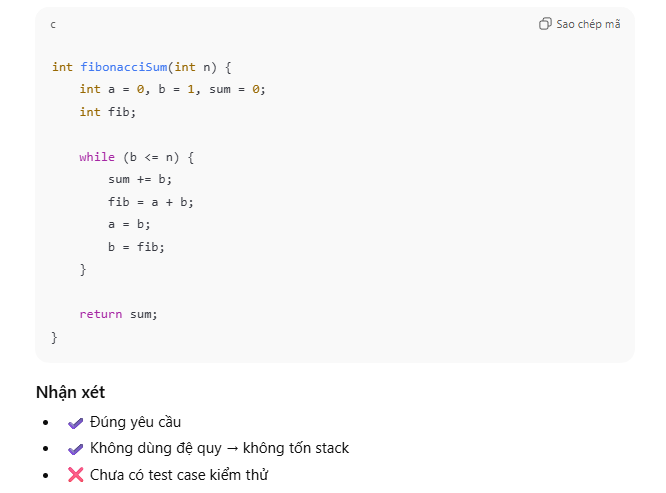 c
Sao chép mã
int fibonacciSum(int n) {
    int a = 0, b = 1, sum = 0;
    int fib;

    while (b <= n) {
        sum += b;
        fib = a + b;
        a = b;
        b = fib;
    }

    return sum;
}
Nhận xét
• ✔ Đúng yêu cầu
• ✔ Không dùng đệ quy → không tốn stack
• ❌ Chưa có test case kiểm thử